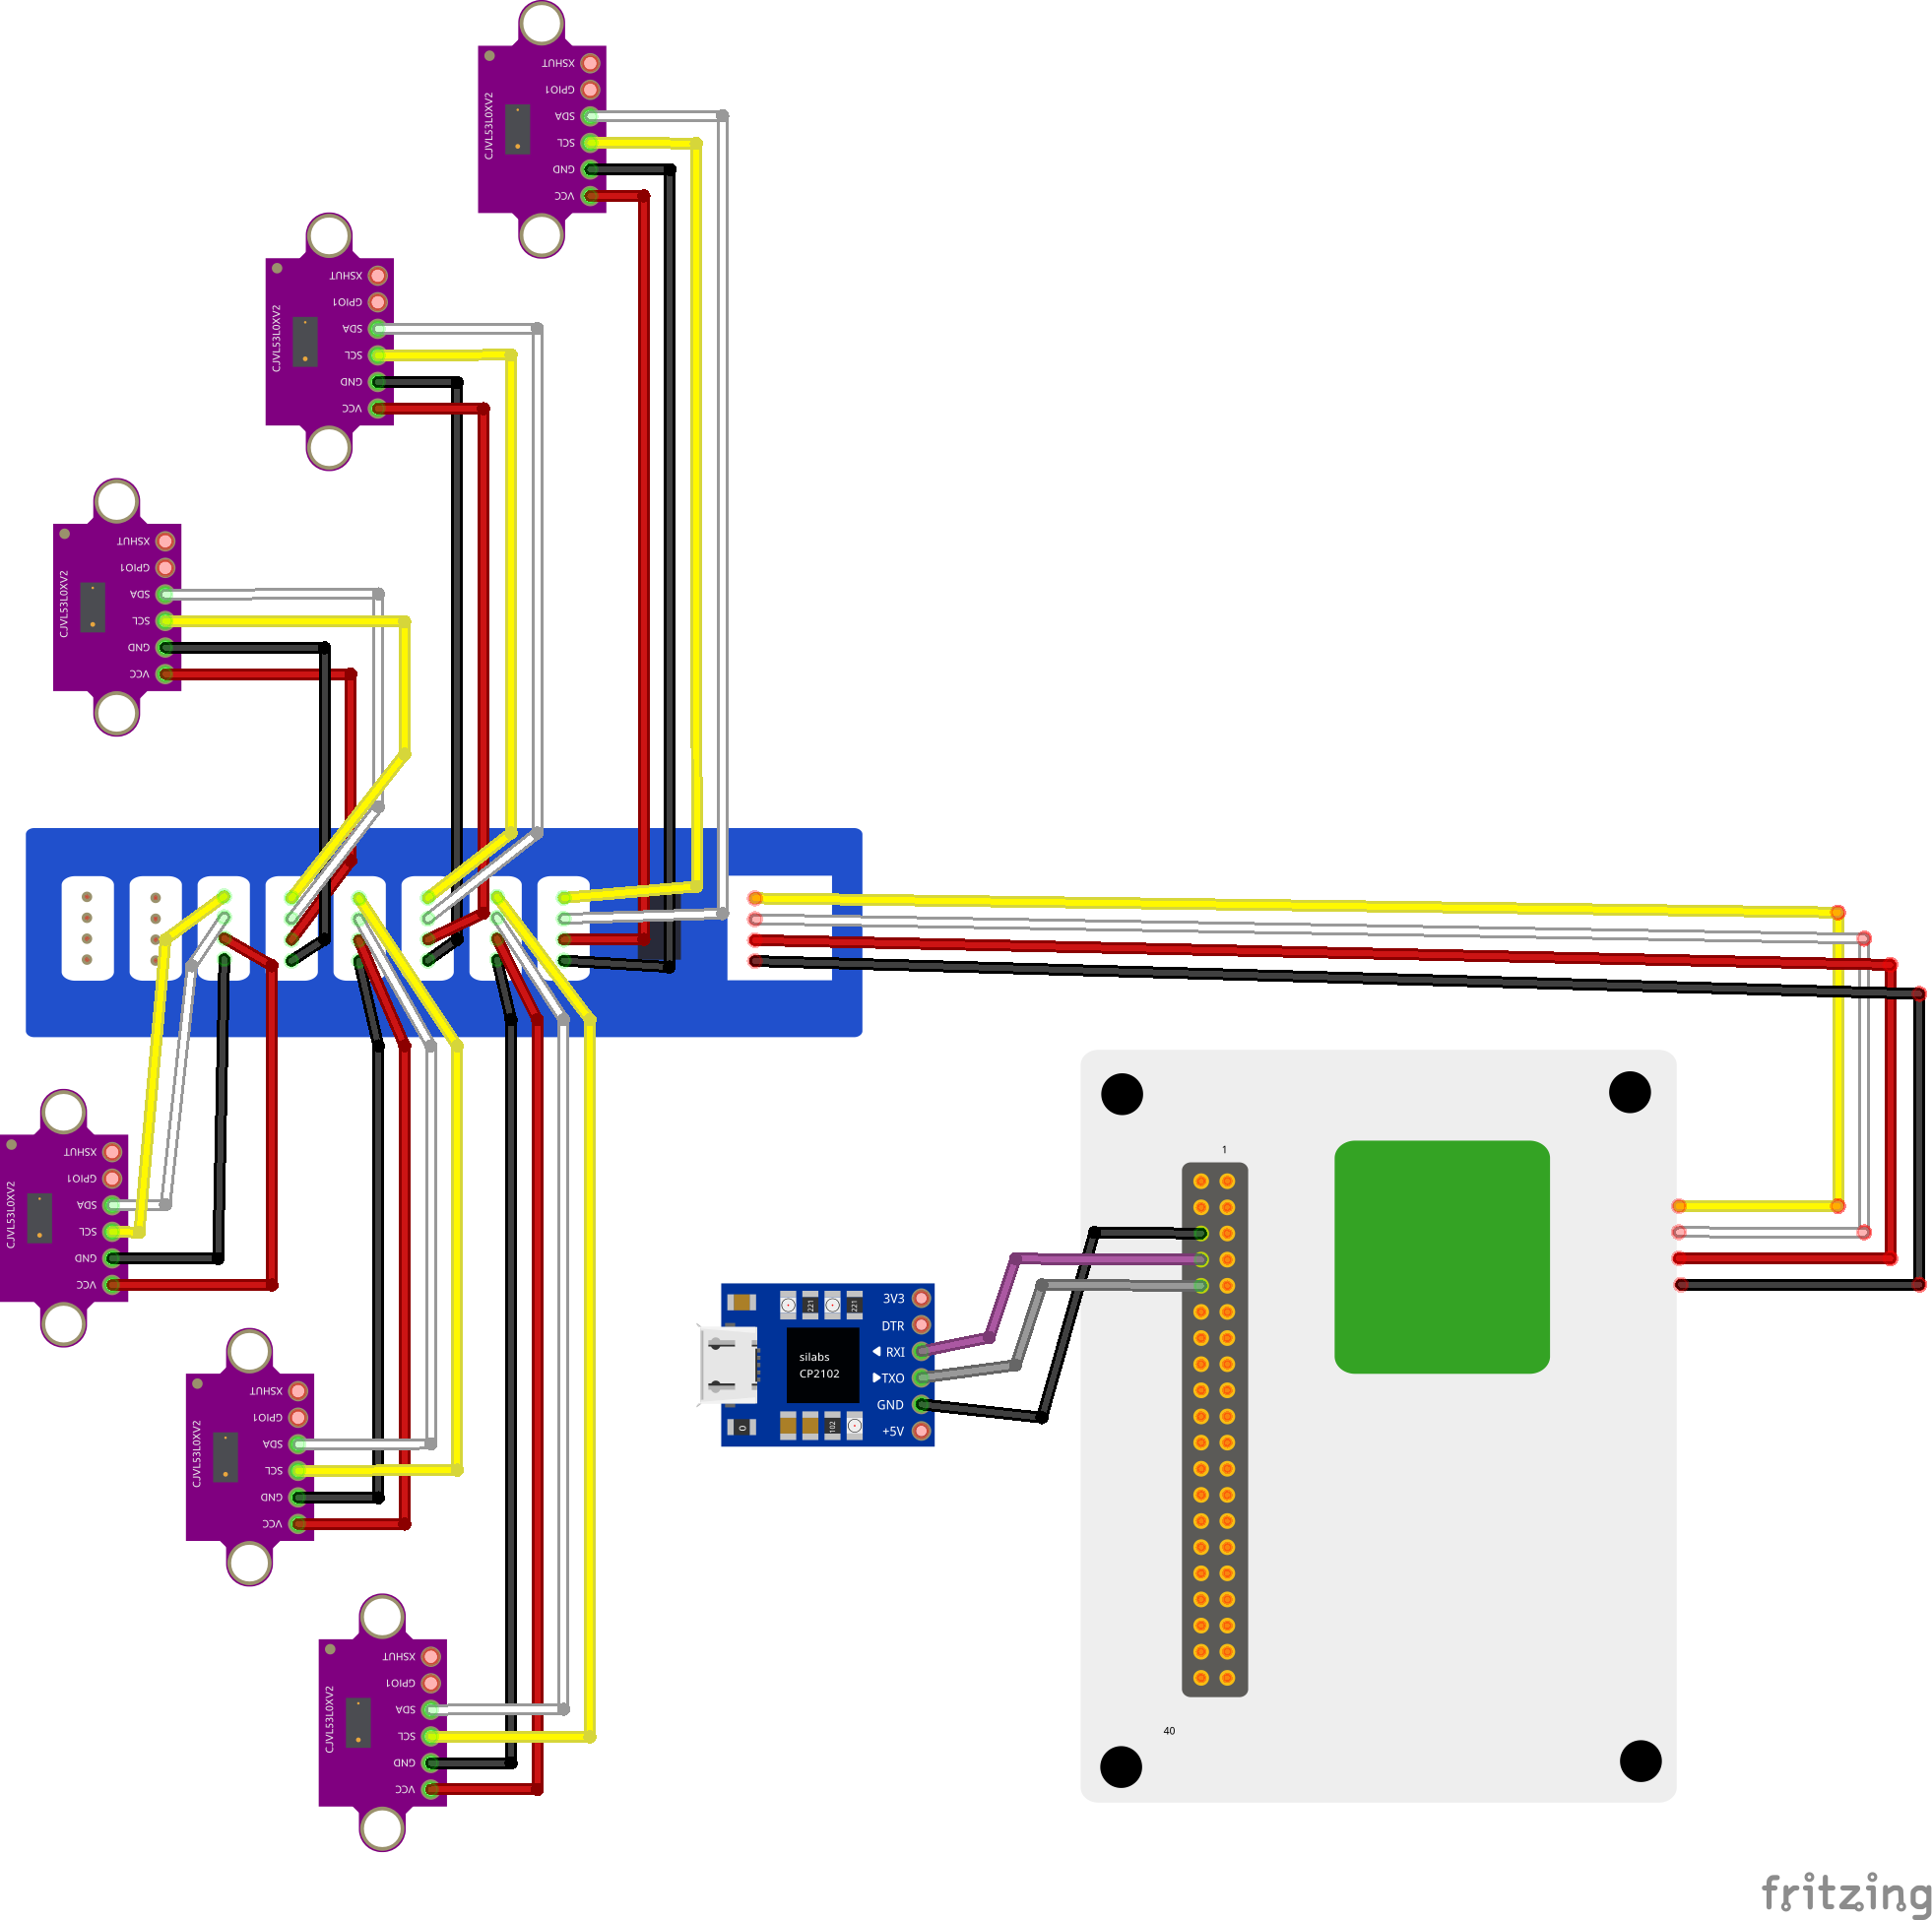 XSHUT
GPIO1
SDA
SCL
GND
VCC
CJVL53L0XV2
XSHUT
GPIO1
SDA
SCL
GND
VCC
CJVL53L0XV2
XSHUT
GPIO1
SDA
SCL
GND
VCC
CJVL53L0XV2
XSHUT
GPIO1
SDA
SCL
GND
VCC
CJVL53L0XV2
XSHUT
GPIO1
SDA
SCL
GND
VCC
CJVL53L0XV2
XSHUT
GPIO1
SDA
SCL
GND
VCC
CJVL53L0XV2
221
221
silabs
CP2102
0
102
3V3
DTR
RXI
TXO
GND
+5V
1
40
fritzing